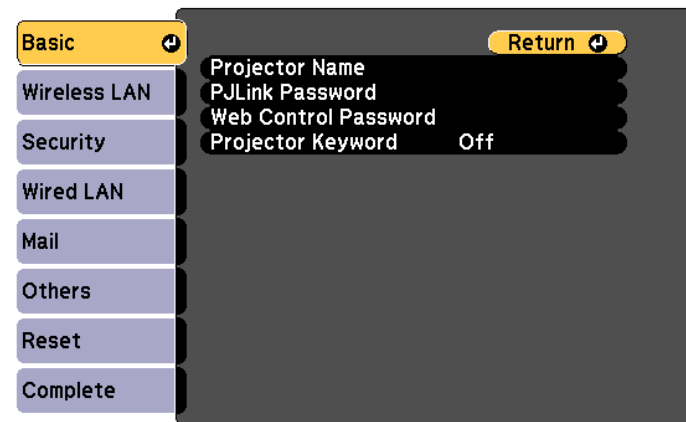 Basic
Return
Projector Name
PJLink Password
Web Control Password
Projector Keyword Off
Wireless LAN
Security
Wired LAN
Mail
Others
Reset
Complete